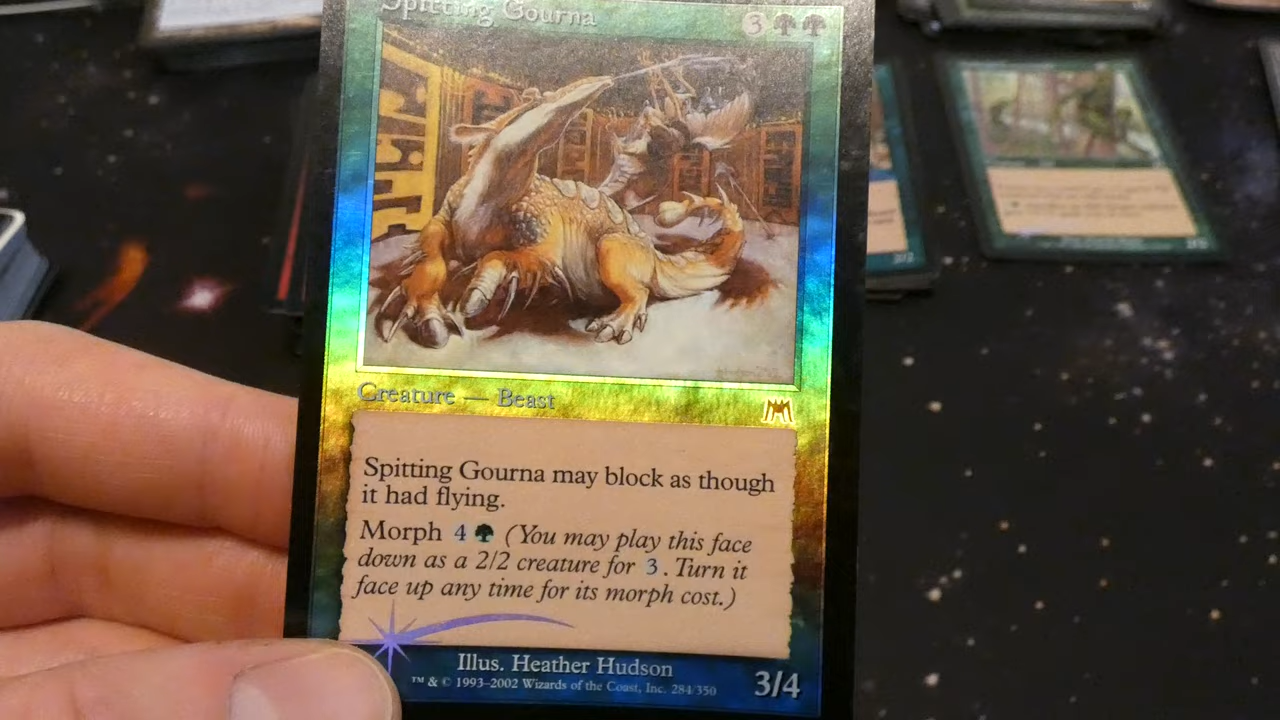 Spitting Gourna 3
Creature — Beast
Spitting Gourna may block as though
it had flying.
Morph 4 (You may play this face
down as a 2/2 creature for 3. Turn it
face up any time for its morph cost.)
Illus. Heather Hudson
™ & © 1993–2002 Wizards of the Coast, Inc. 284/350
3/4